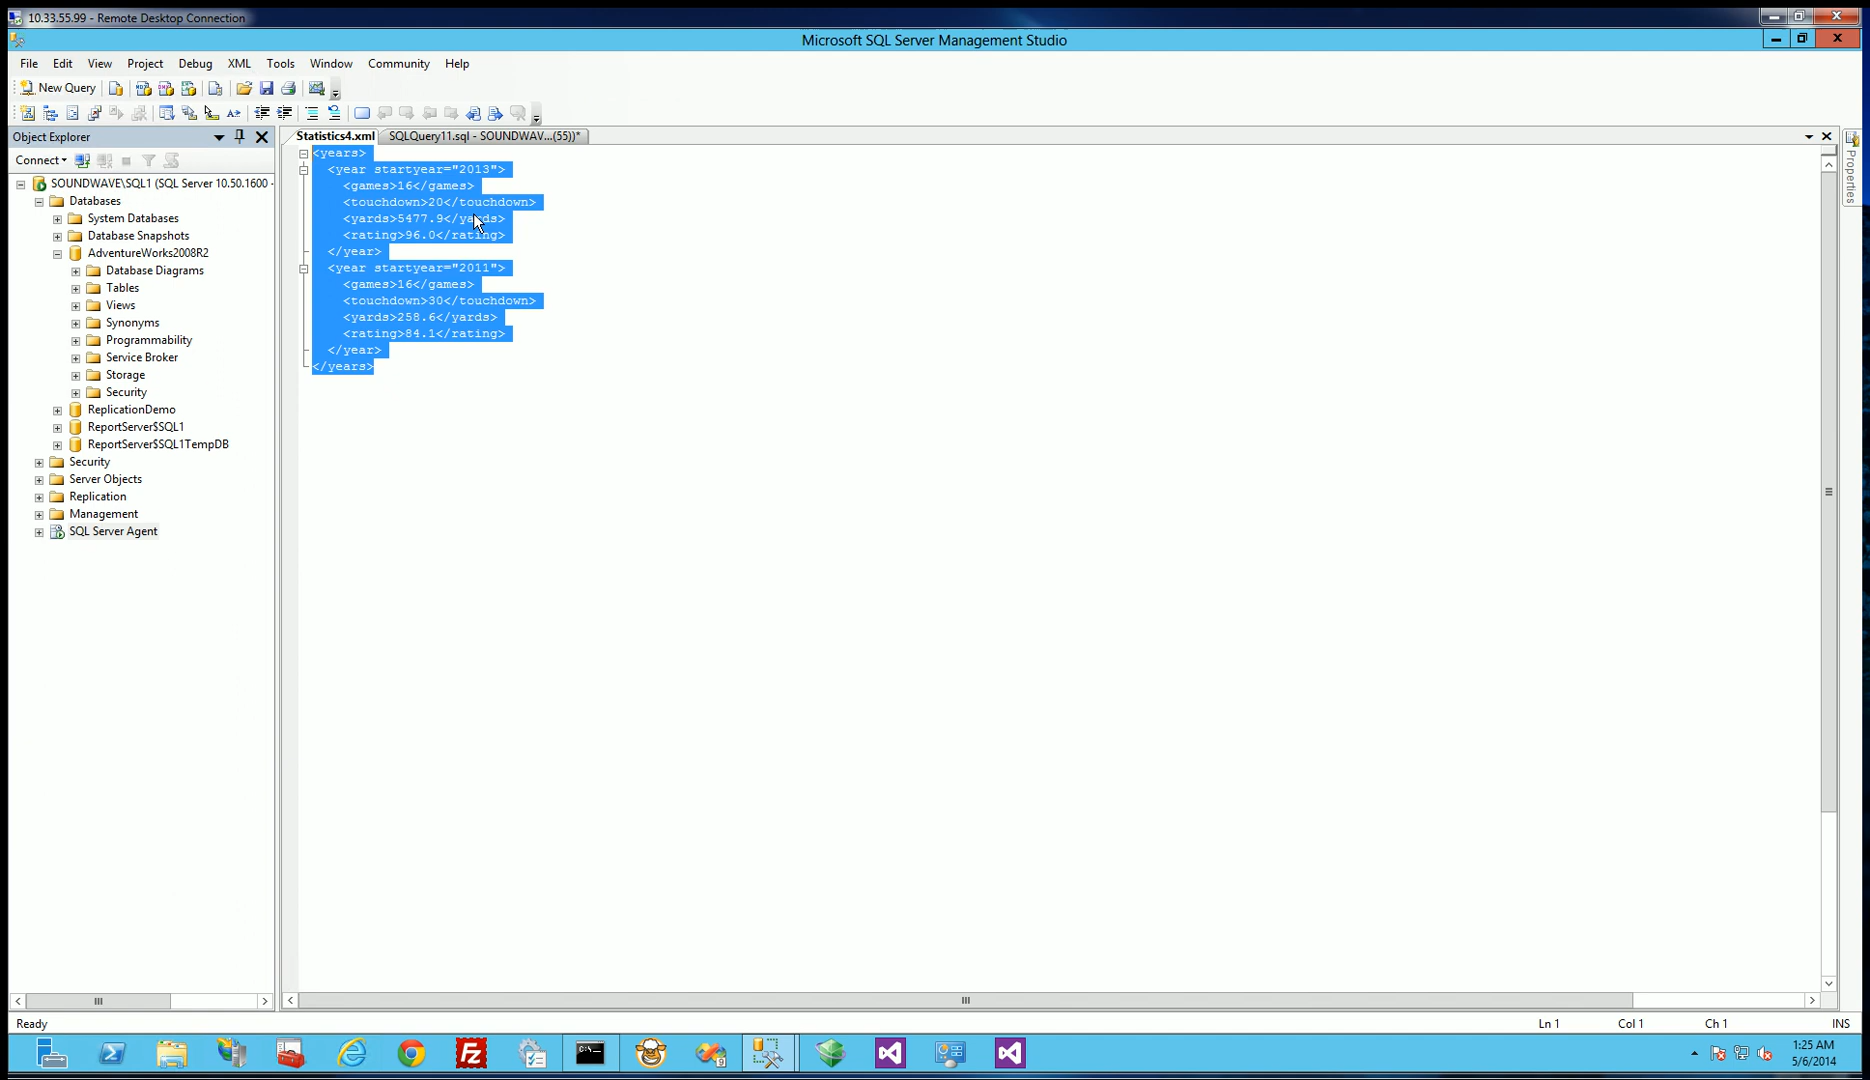 10.33.55.99 - Remote Desktop Connection
Microsoft SQL Server Management Studio
File Edit View Project Debug XML Tools Window Community Help
New Query
Object Explorer
Statistics4.xml
SQLQuery11.sql - SOUNDWAV...(55))*
Connect
SOUNDWAVE\SQL1 (SQL Server 10.50.1600 -
Databases
System Databases
Database Snapshots
AdventureWorks2008R2
Database Diagrams
Tables
Views
Synonyms
Programmability
Service Broker
Storage
Security
ReplicationDemo
ReportServer$SQL1
ReportServer$SQL1TempDB
Security
Server Objects
Replication
Management
SQL Server Agent
<years>
<year startyear="2013">
<games>16</games>
<touchdown>20</touchdown>
<yards>5477.9</yards>
<rating>96.0</rating>
</year>
<year startyear="2011">
<games>16</games>
<touchdown>30</touchdown>
<yards>258.6</yards>
<rating>84.1</rating>
</year>
</years>
Properties
Ready
Ln 1 Col 1 Ch 1 INS
1:25 AM
5/6/2014